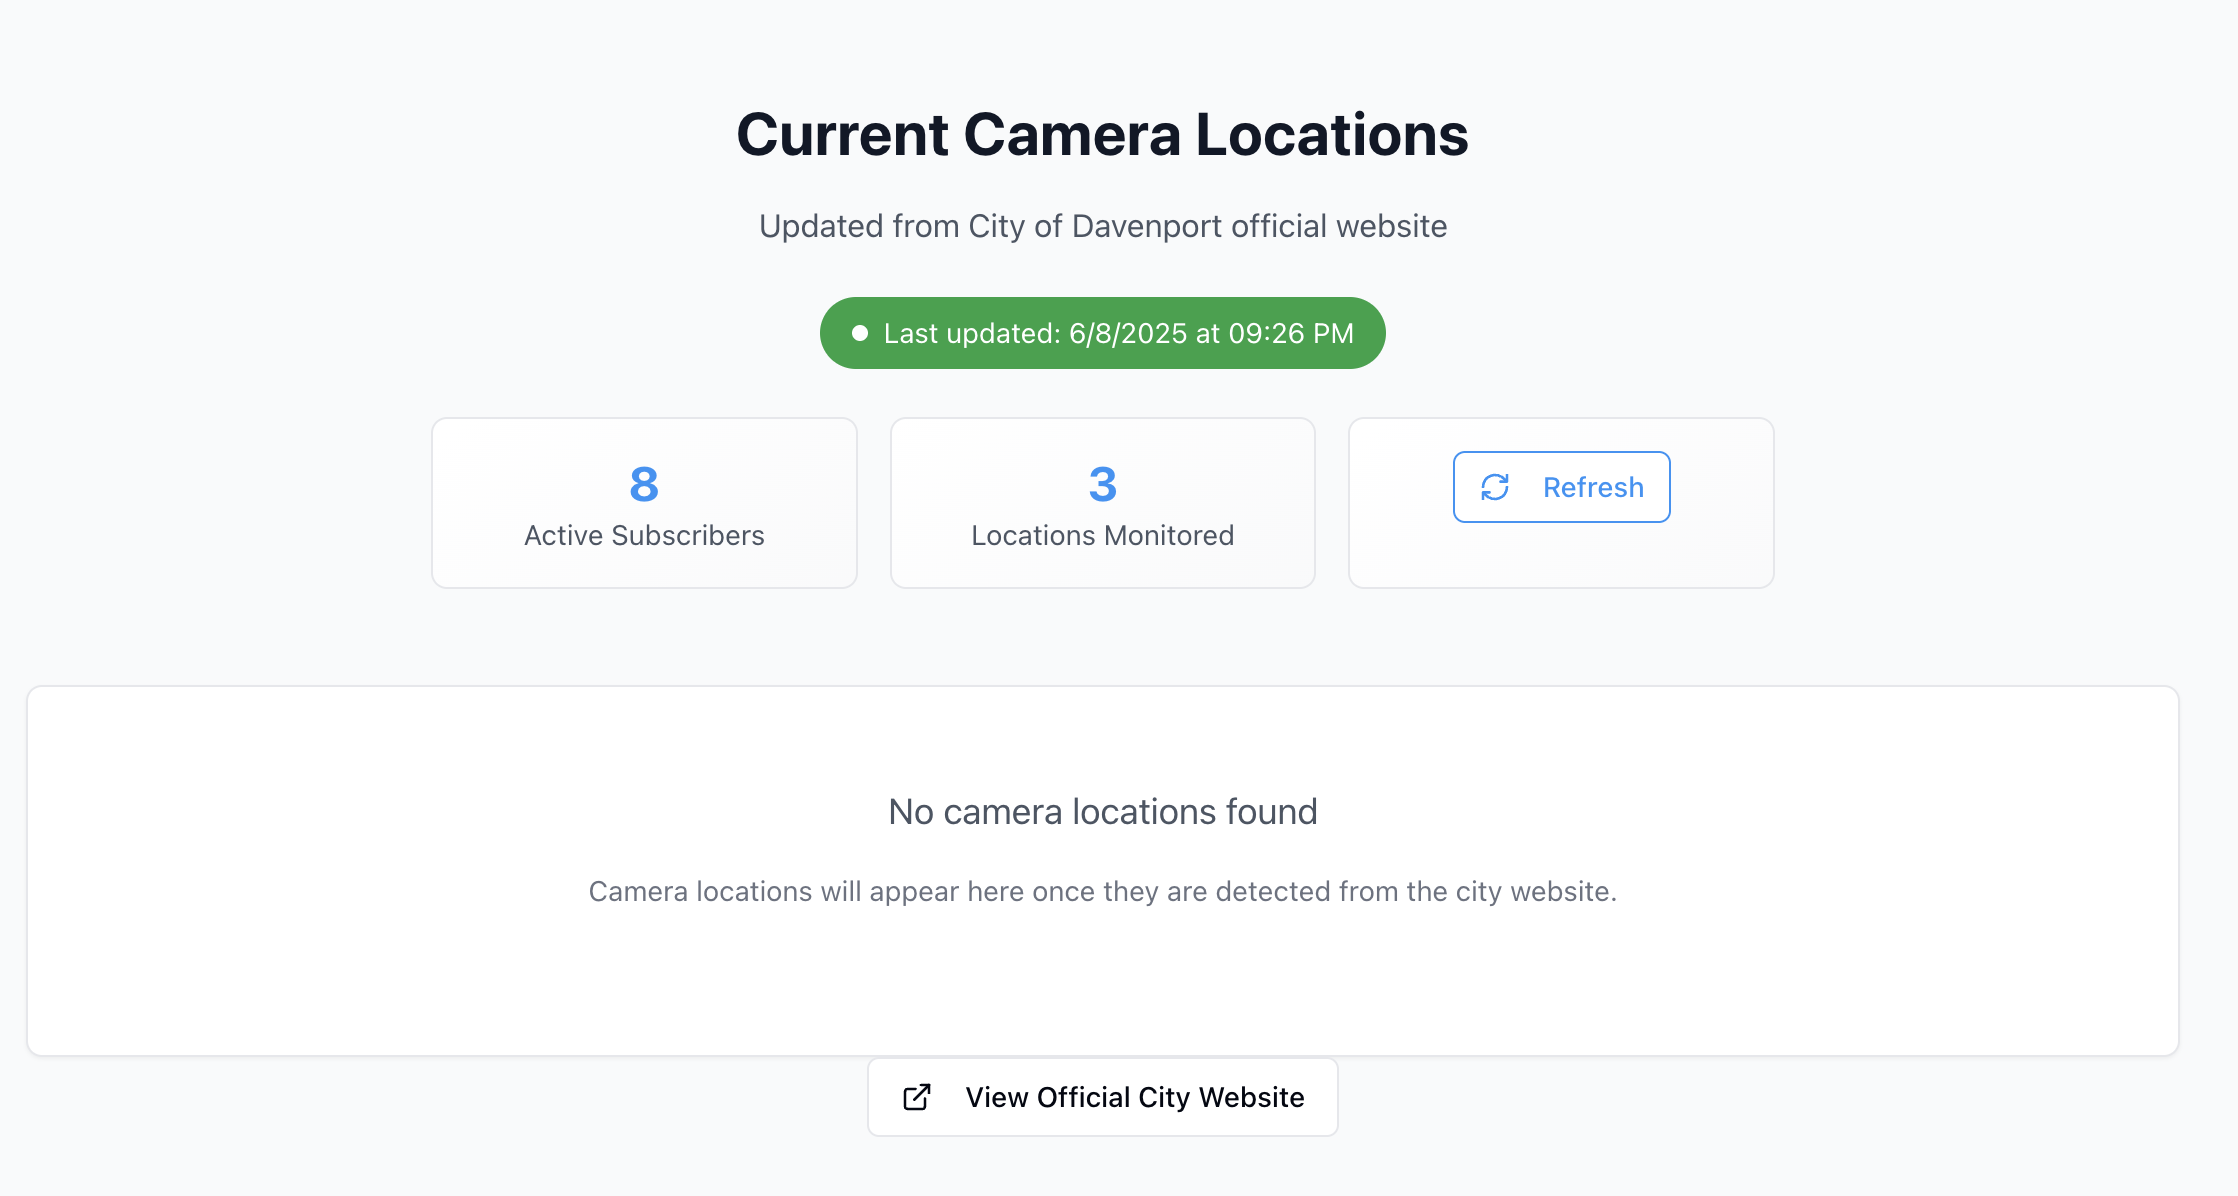 Current Camera Locations
Updated from City of Davenport official website
Last updated: 6/8/2025 at 09:26 PM
8
Active Subscribers
3
Locations Monitored
Refresh
No camera locations found
Camera locations will appear here once they are detected from the city website.
View Official City Website